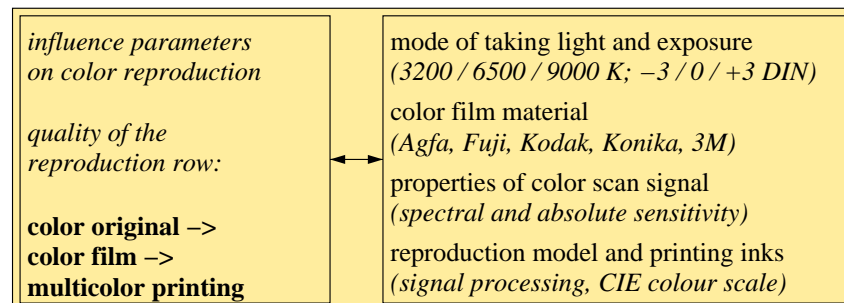 influence parameters
on color reproduction
quality of the
reproduction row:
color original –>
color film –>
multicolor printing
mode of taking light and exposure
(3200 / 6500 / 9000 K; –3 / 0 / +3 DIN)
color film material
(Agfa, Fuji, Kodak, Konika, 3M)
properties of color scan signal
(spectral and absolute sensitivity)
reproduction model and printing inks
(signal processing, CIE colour scale)